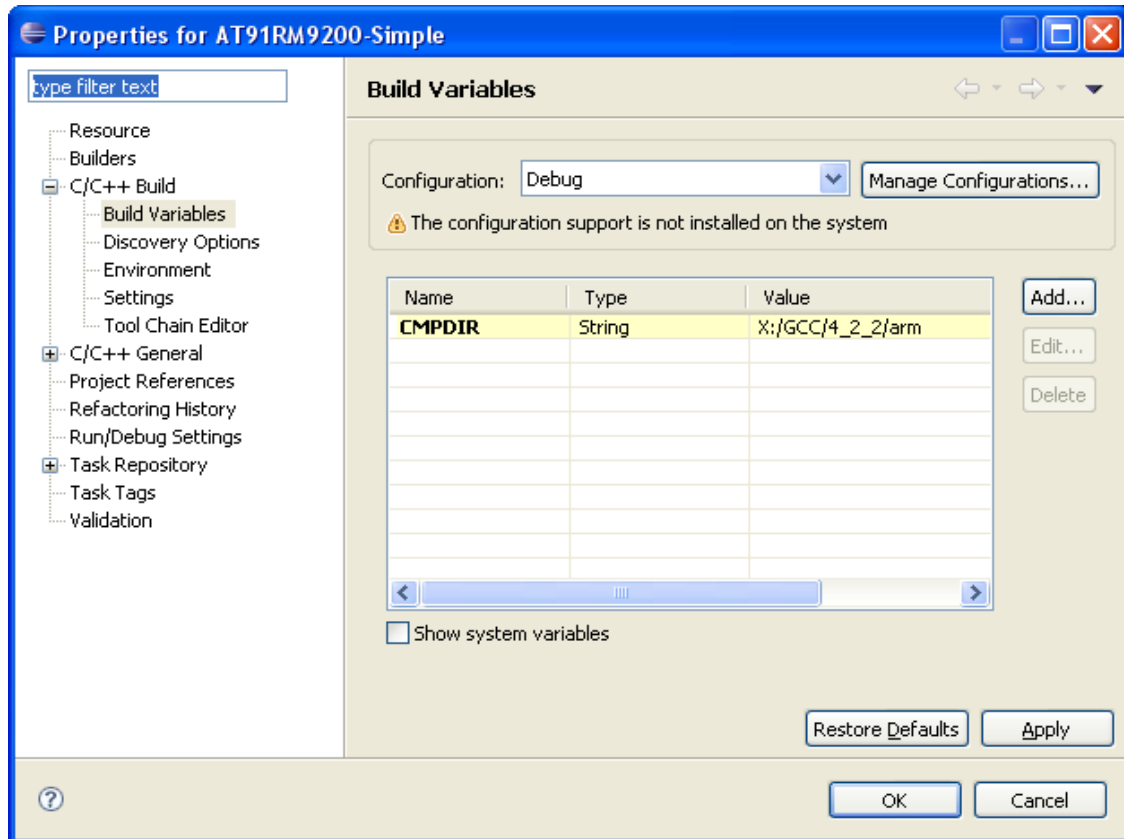 Properties for AT91RM9200-Simple
type filter text
Resource
Builders
C/C++ Build
Build Variables
Discovery Options
Environment
Settings
Tool Chain Editor
C/C++ General
Project References
Refactoring History
Run/Debug Settings
Task Repository
Task Tags
Validation
Build Variables
Configuration: Debug Manage Configurations...
The configuration support is not installed on the system
Name Type Value
CMPDIR String X:/GCC/4_2_2/arm
Add...
Edit...
Delete
Show system variables
Restore Defaults Apply
? OK Cancel